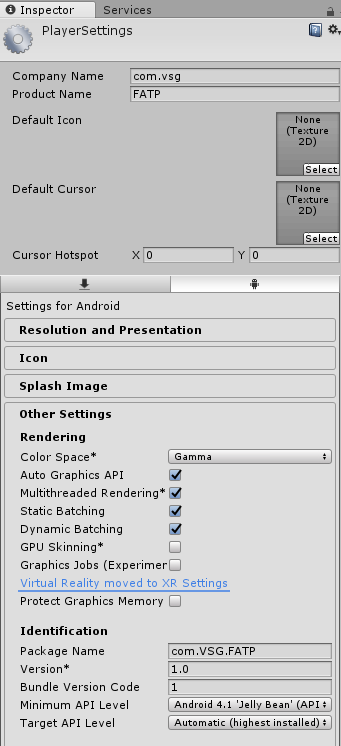 Inspector Services
PlayerSettings
Company Name com.vsg
Product Name FATP
Default Icon None
(Texture
2D)
Select
Default Cursor None
(Texture
2D)
Select
Cursor Hotspot X 0 Y 0
Settings for Android
Resolution and Presentation
Icon
Splash Image
Other Settings
Rendering
Color Space* Gamma
Auto Graphics API
Multithreaded Rendering*
Static Batching
Dynamic Batching
GPU Skinning*
Graphics Jobs (Experimen
Virtual Reality moved to XR Settings
Protect Graphics Memory
Identification
Package Name com.VSG.FATP
Version* 1.0
Bundle Version Code 1
Minimum API Level Android 4.1 'Jelly Bean' (API
Target API Level Automatic (highest installed)